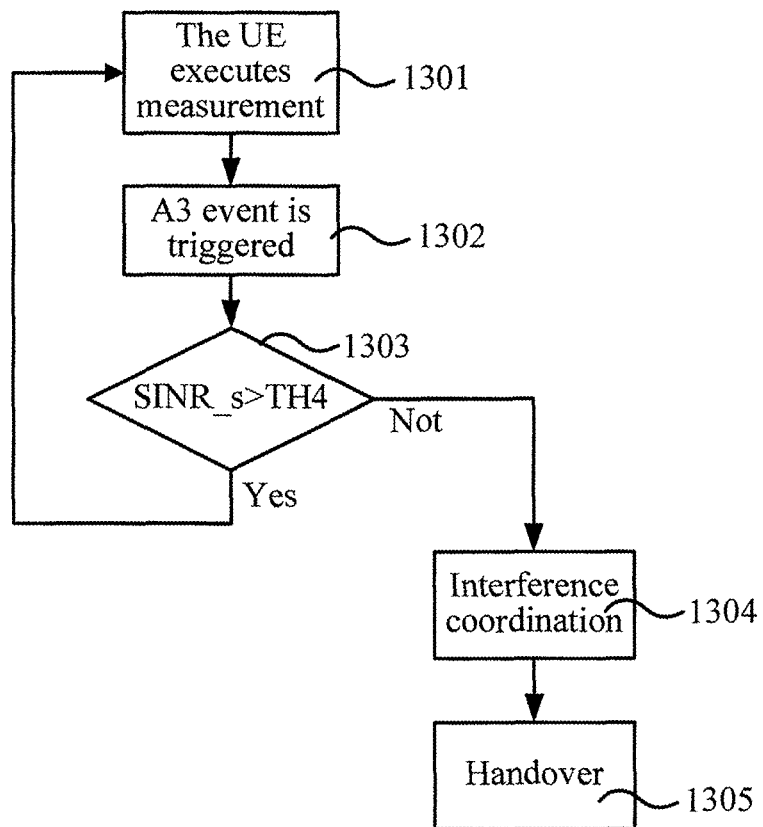 The UE
executes
measurement
1301
A3 event is
triggered
1302
1303
SINR_s>TH4
Not
Yes
Interference
coordination
1304
Handover
1305